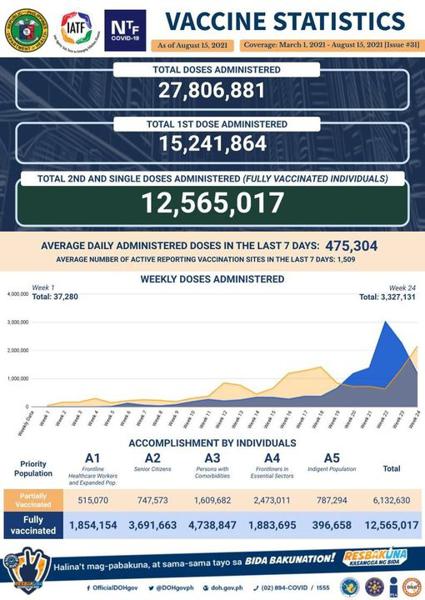 IATF
NTF
COVID-19
VACCINE STATISTICS
As of August 15, 2021
Coverage: March 1, 2021 - August 15, 2021 [Issue #31]
TOTAL DOSES ADMINISTERED
27,806,881
TOTAL 1ST DOSE ADMINISTERED
15,241,864
TOTAL 2ND AND SINGLE DOSES ADMINISTERED (FULLY VACCINATED INDIVIDUALS)
12,565,017
AVERAGE DAILY ADMINISTERED DOSES IN THE LAST 7 DAYS: 475,304
AVERAGE NUMBER OF ACTIVE REPORTING VACCINATION SITES IN THE LAST 7 DAYS: 1,509
WEEKLY DOSES ADMINISTERED
Week 1
Total: 37,280
Week 24
Total: 3,327,131
4,000,000
3,000,000
2,000,000
1,000,000
0
Weekly Data
Week 1
Week 2
Week 3
Week 4
Week 5
Week 6
Week 7
Week 8
Week 9
Week 10
Week 11
Week 12
Week 13
Week 14
Week 15
Week 16
Week 17
Week 18
Week 19
Week 20
Week 21
Week 22
Week 23
Week 24
ACCOMPLISHMENT BY INDIVIDUALS
Priority Population
A1 Frontline Healthcare Workers and Expanded Pop.
A2 Senior Citizens
A3 Persons with Comorbidities
A4 Frontliners in Essential Sectors
A5 Indigent Population
Total
Partially Vaccinated 515,070 747,573 1,609,682 2,473,011 787,294 6,132,630
Fully vaccinated 1,854,154 3,691,663 4,738,847 1,883,695 396,658 12,565,017
Halina't mag-pabakuna, at sama-sama tayo sa BIDA BAKUNATION!
RESBAKUNA
KASANGGA NG BIDA
OfficialDOHgov
@DOHgovph
doh.gov.ph
(02) 894-COVID / 1555